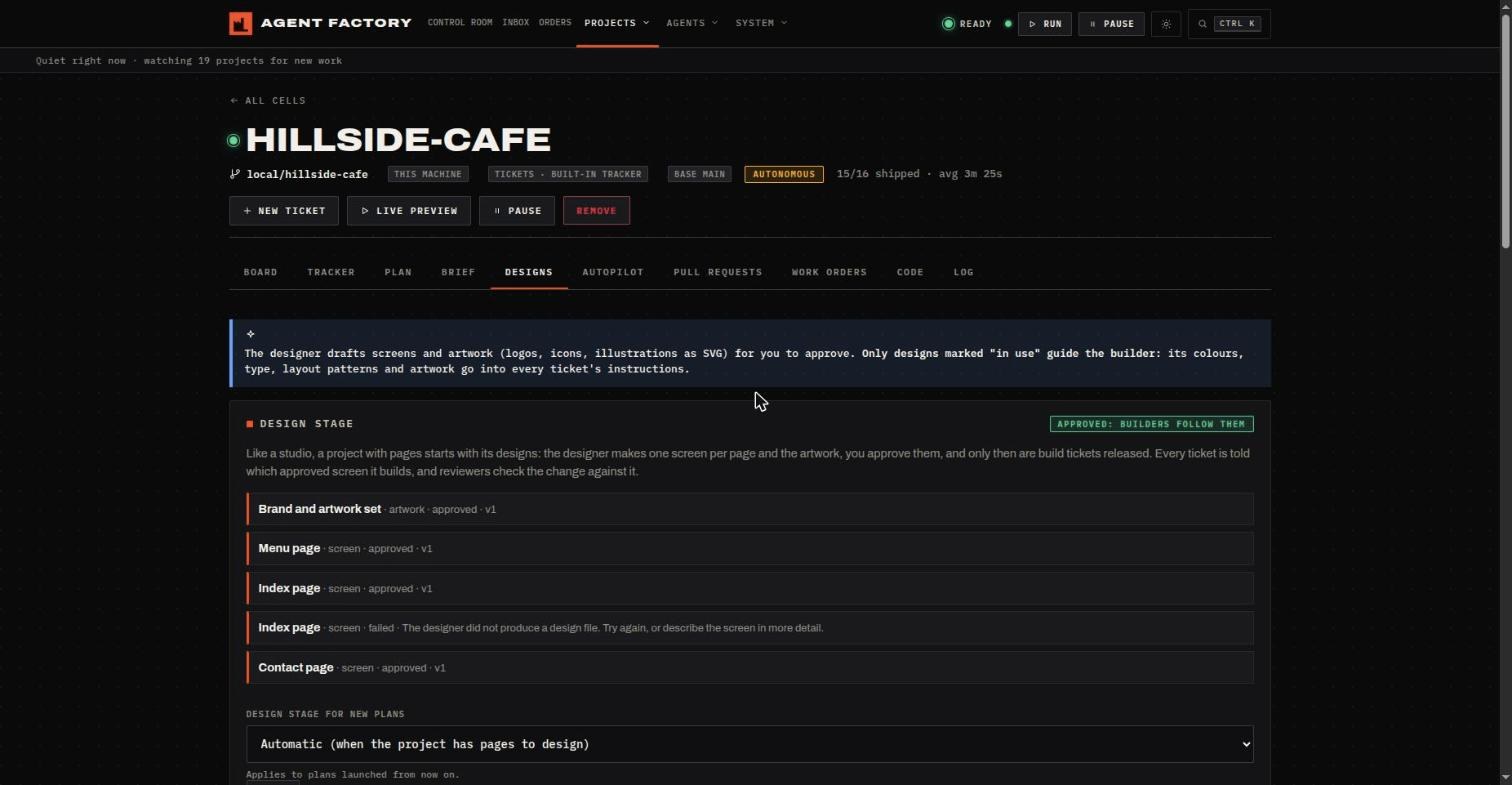 AGENT FACTORY CONTROL ROOM INBOX ORDERS PROJECTS AGENTS SYSTEM READY RUN PAUSE CTRL K
Quiet right now · watching 19 projects for new work
← ALL CELLS
HILLSIDE-CAFE
local/hillside-cafe THIS MACHINE TICKETS · BUILT-IN TRACKER BASE MAIN AUTONOMOUS 15/16 shipped · avg 3m 25s
+ NEW TICKET LIVE PREVIEW PAUSE REMOVE
BOARD TRACKER PLAN BRIEF DESIGNS AUTOPILOT PULL REQUESTS WORK ORDERS CODE LOG
The designer drafts screens and artwork (logos, icons, illustrations as SVG) for you to approve. Only designs marked "in use" guide the builder: its colours,
type, layout patterns and artwork go into every ticket's instructions.
DESIGN STAGE APPROVED: BUILDERS FOLLOW THEM
Like a studio, a project with pages starts with its designs: the designer makes one screen per page and the artwork, you approve them, and only then are build tickets released. Every ticket is told
which approved screen it builds, and reviewers check the change against it.
Brand and artwork set · artwork · approved · v1
Menu page · screen · approved · v1
Index page · screen · approved · v1
Index page · screen · failed · The designer did not produce a design file. Try again, or describe the screen in more detail.
Contact page · screen · approved · v1
DESIGN STAGE FOR NEW PLANS
Automatic (when the project has pages to design)
Applies to plans launched from now on.